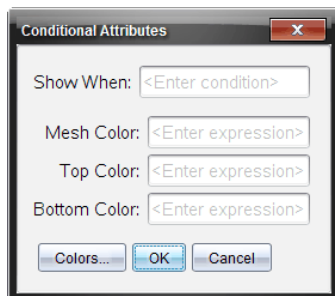 Conditional Attributes
Show When: <Enter condition>
Mesh Color: <Enter expression>
Top Color: <Enter expression>
Bottom Color: <Enter expression>
Colors... OK Cancel